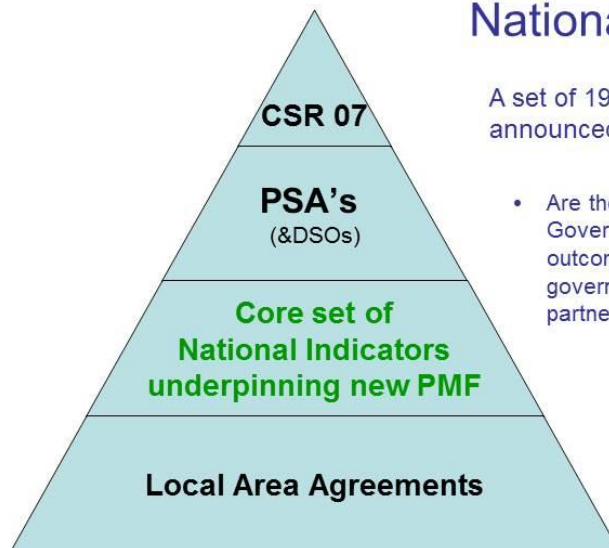 CSR 07
PSA's
(&DSOs)
Core set of
National Indicators
underpinning new PMF
Local Area Agreements
A set of 19
announced
• Are the